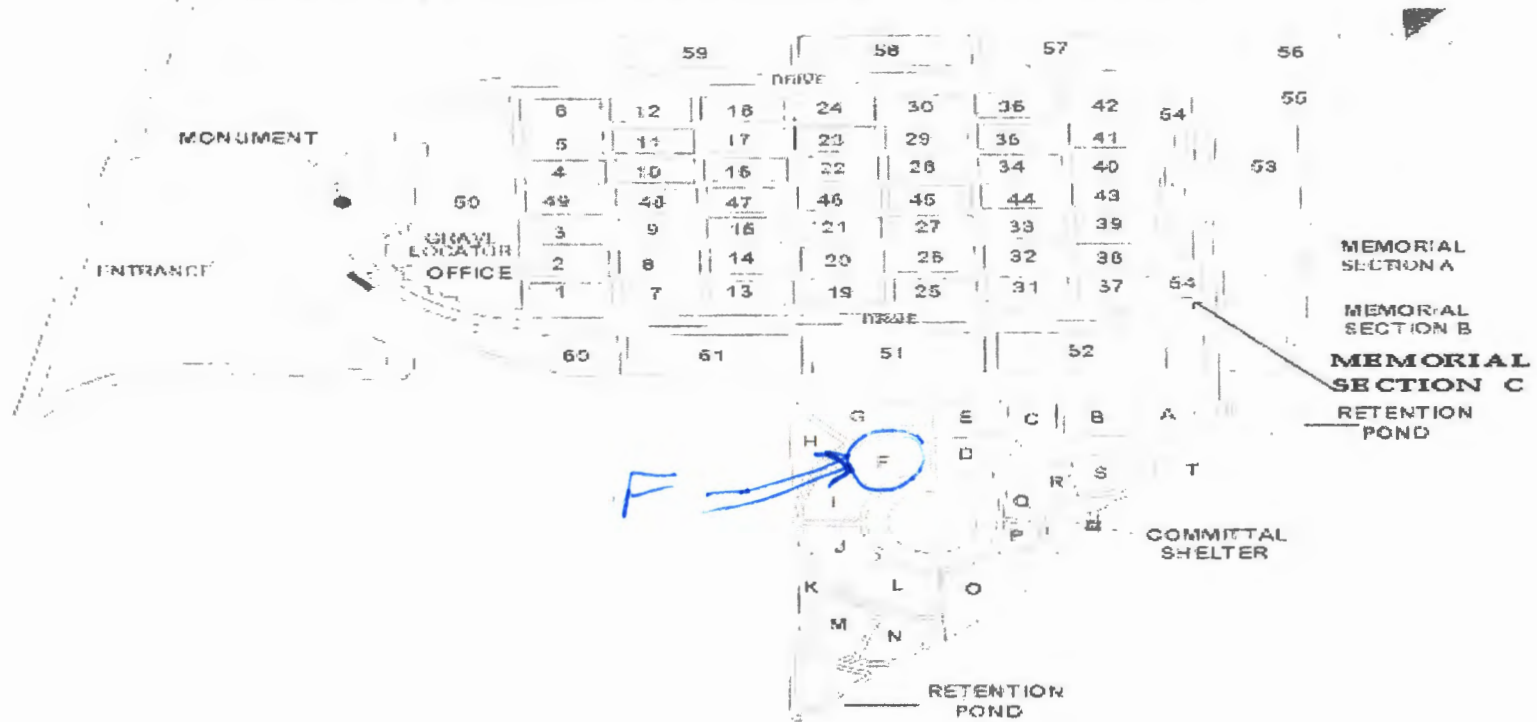 59 58 57 56
DRIVE
6 12 18 24 30 36 42 54 55
MONUMENT 5 11 17 23 29 35 41
4 10 16 22 28 34 40 53
50 49 48 47 46 45 44 43
GRAVE LOCATOR OFFICE
3 9 15 21 27 33 39
ENTRANCE 2 8 14 20 26 32 38
1 7 13 19 25 31 37 54
MEMORIAL
SECTION A
MEMORIAL
SECTION B
DRIVE
60 61 51 52
MEMORIAL
SECTION C
RETENTION
POND
G E C B A
H F D
F
R S T
I Q
P
J
COMMITTAL
SHELTER
K L O
M N
RETENTION
POND